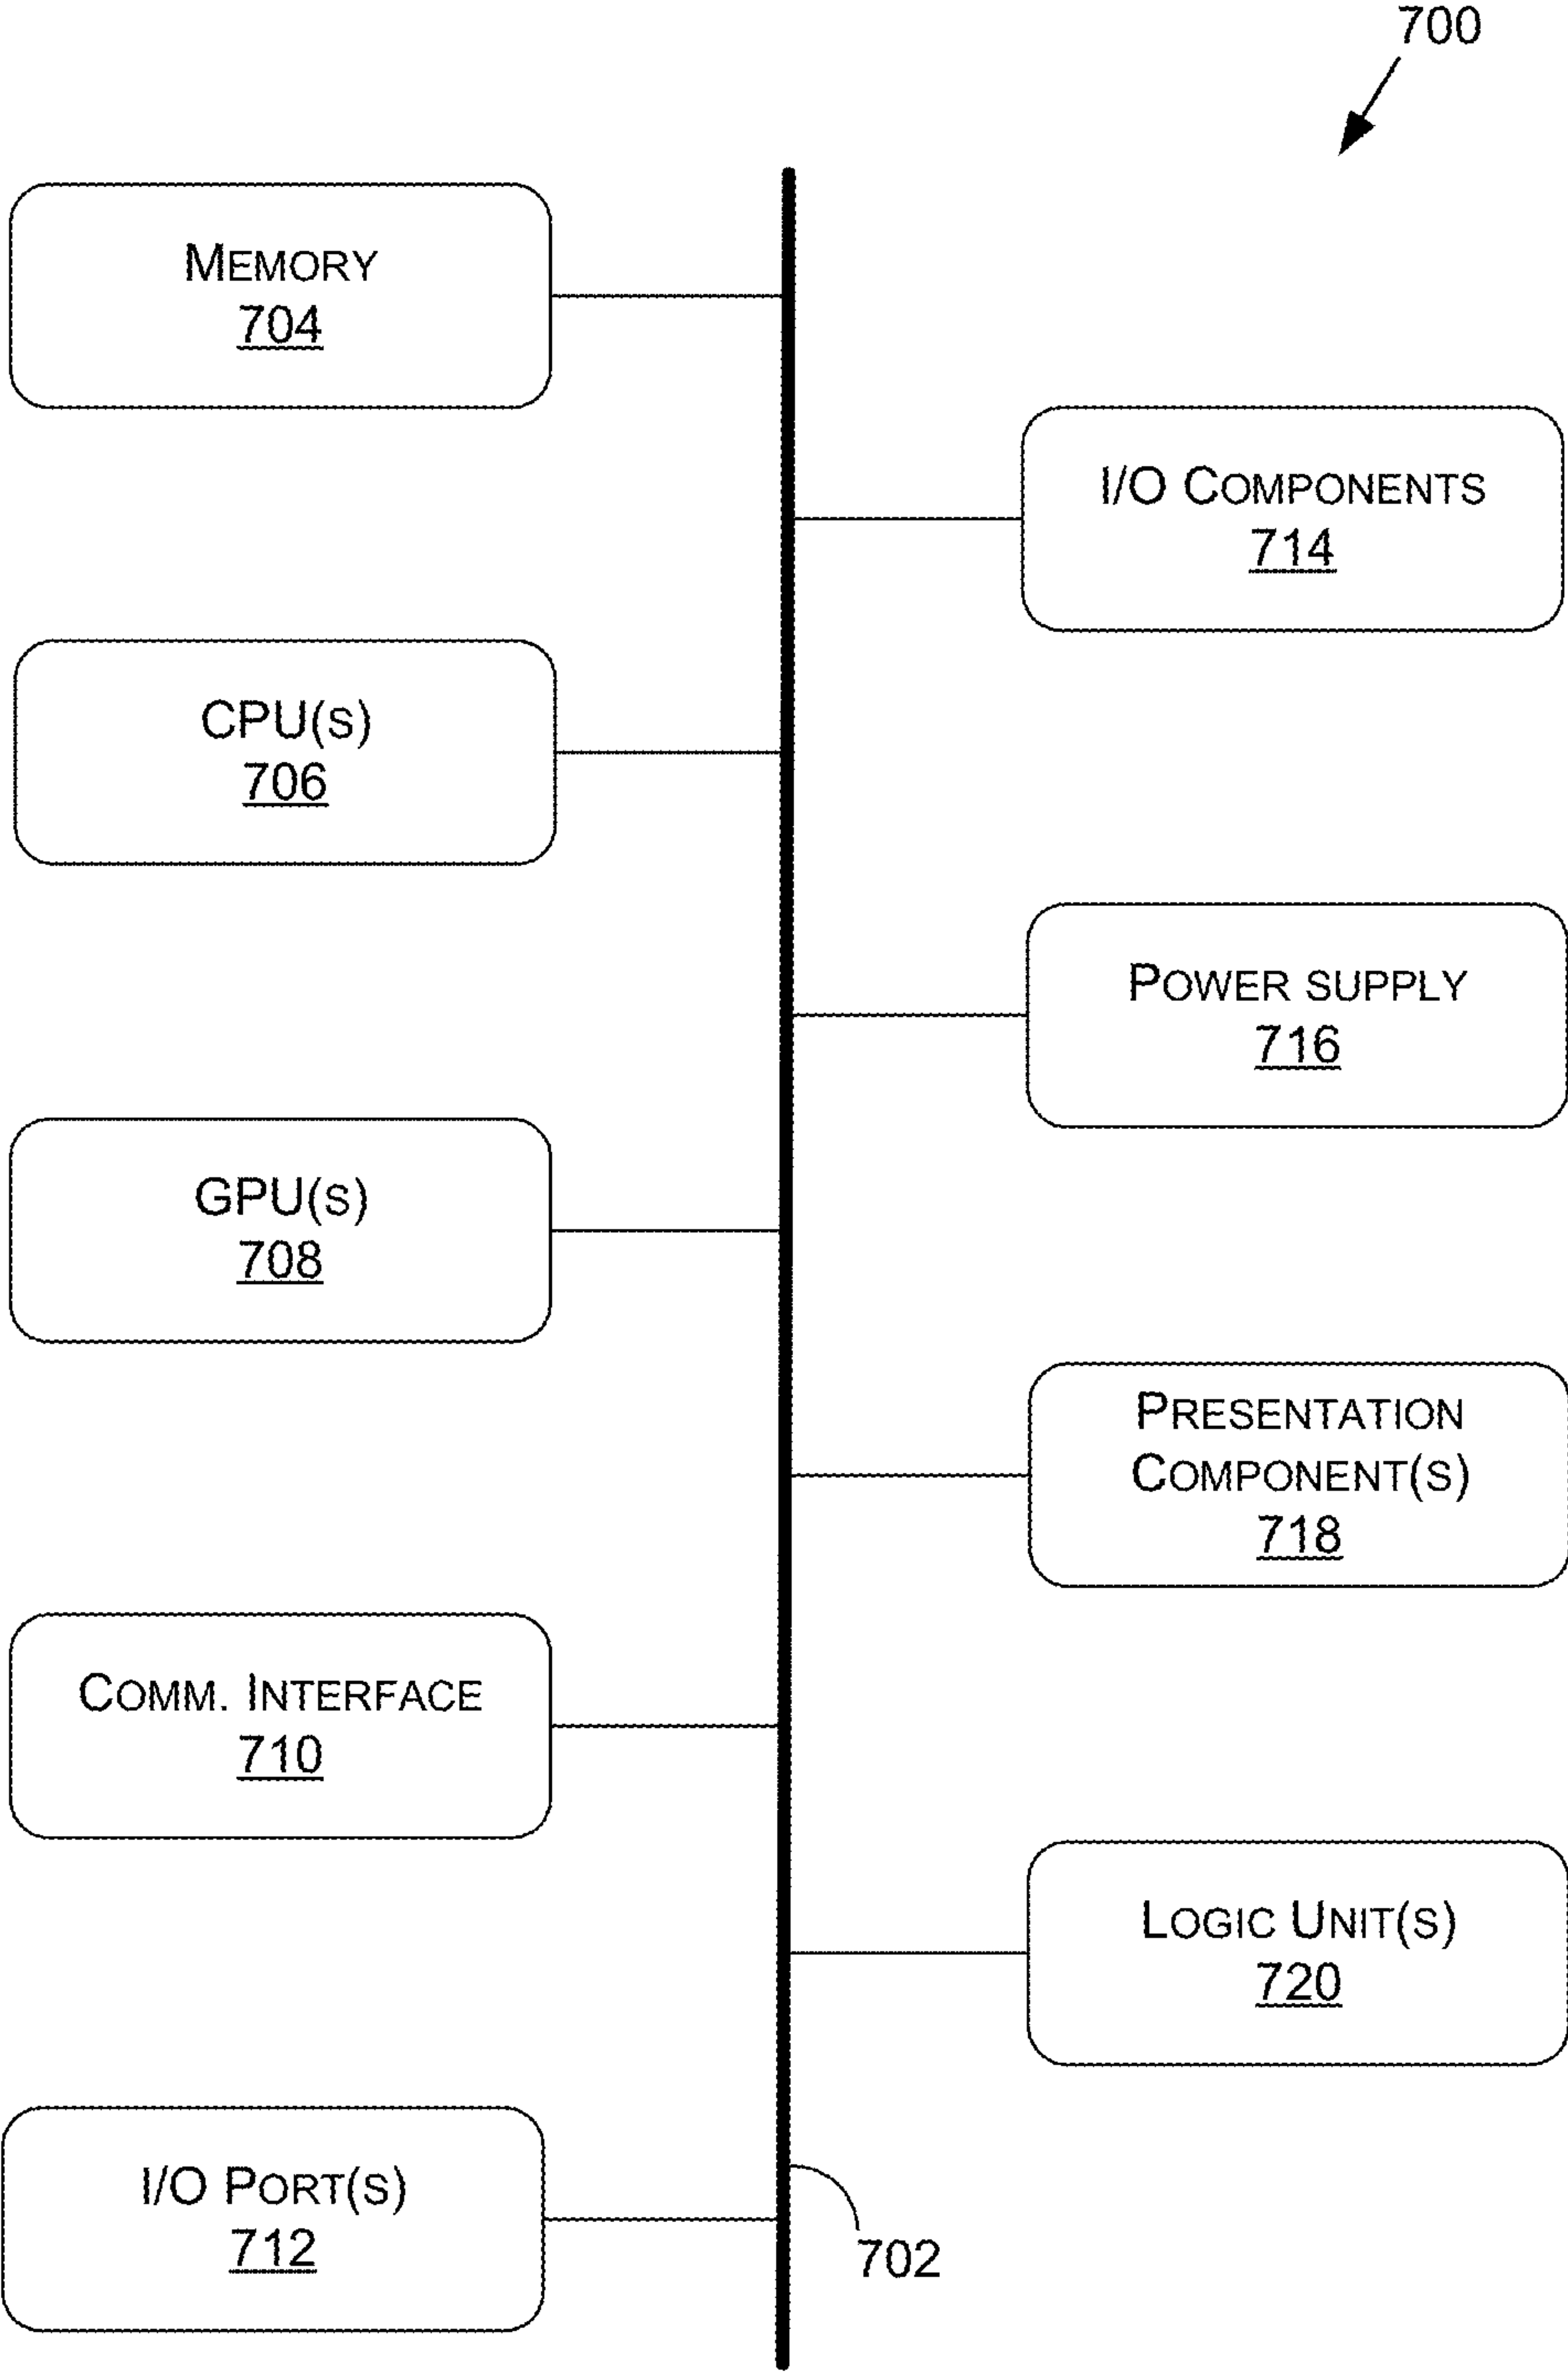 700
MEMORY
704
I/O COMPONENTS
714
CPU(S)
706
POWER SUPPLY
716
GPU(S)
708
PRESENTATION
COMPONENT(S)
718
COMM. INTERFACE
710
LOGIC UNIT(S)
720
I/O PORT(S)
712
702